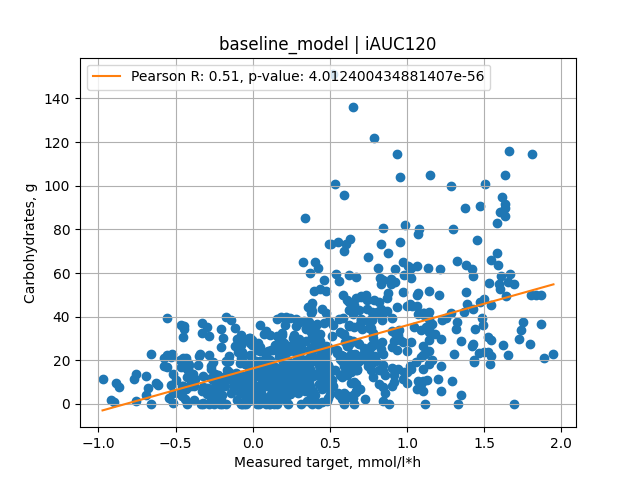 baseline_model | iAUC120
Pearson R: 0.51, p-value: 4.012400434881407e-56
Carbohydrates, g
140
120
100
80
60
40
20
0
−1.0 −0.5 0.0 0.5 1.0 1.5 2.0
Measured target, mmol/l*h